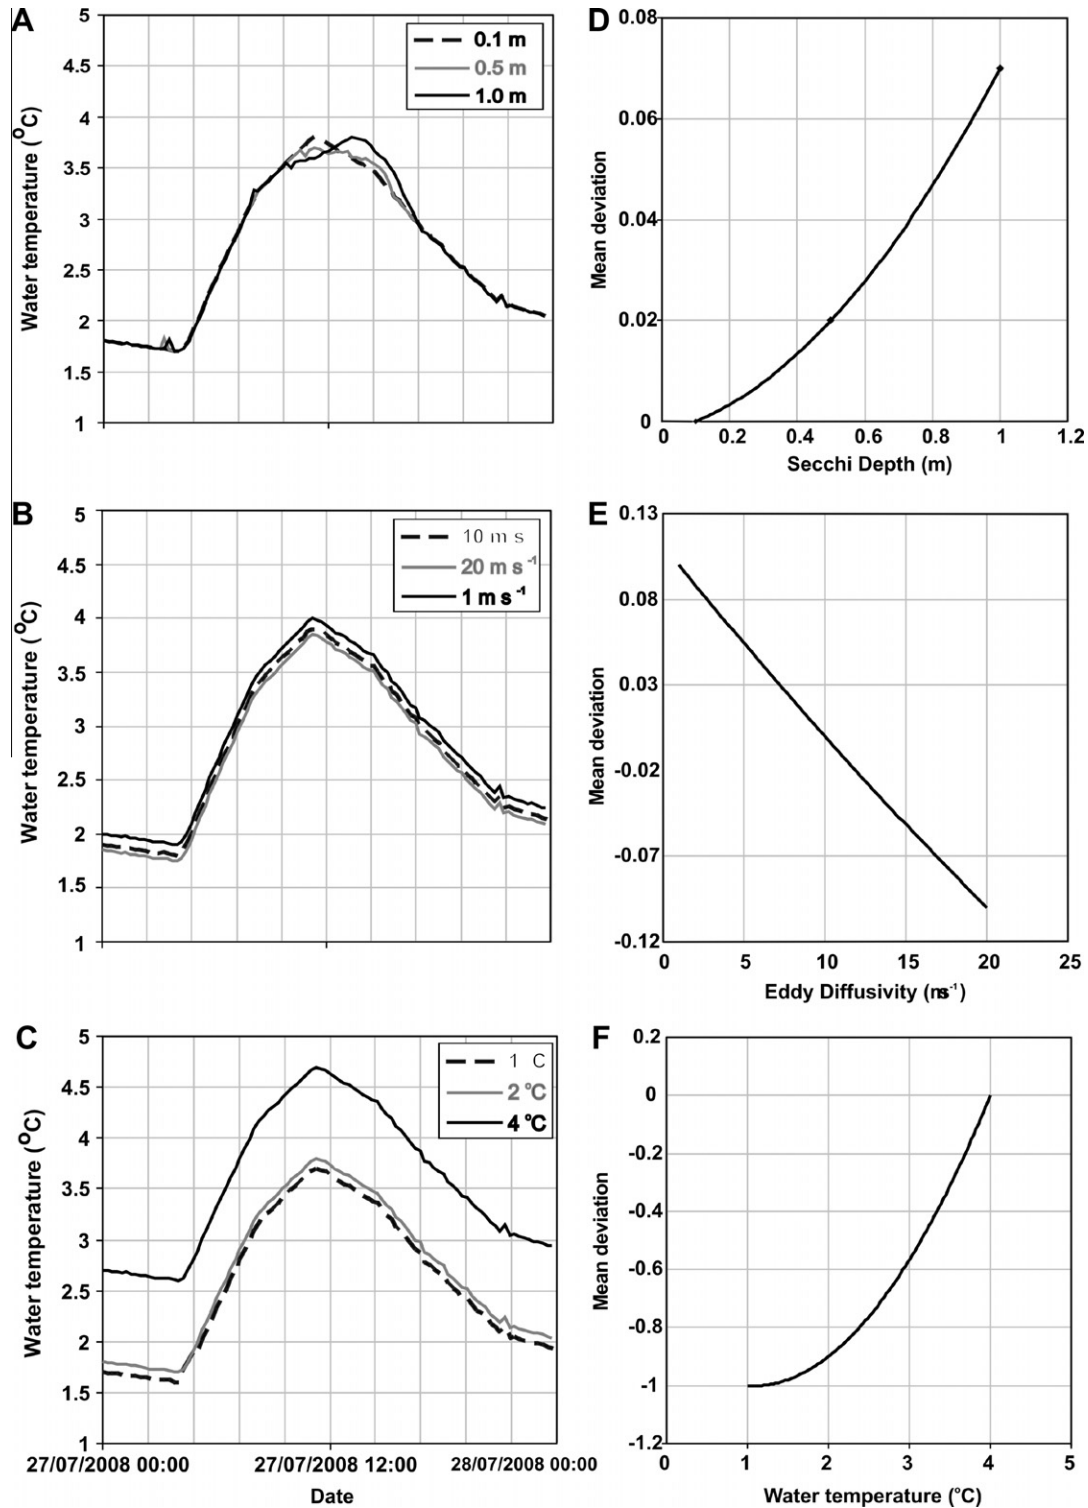 A
5
4.5
4
3.5
3
2.5
2
1.5
1
Water temperature (°C)
0.1 m
0.5 m
1.0 m
D
0.08
0.06
0.04
0.02
0
Mean deviation
0 0.2 0.4 0.6 0.8 1 1.2
Secchi Depth (m)
B
5
4.5
4
3.5
3
2.5
2
1.5
1
Water temperature (°C)
10 m s
20 m s⁻¹
1 m s⁻¹
E
0.13
0.08
0.03
-0.02
-0.07
-0.12
Mean deviation
0 5 10 15 20 25
Eddy Diffusivity (ms⁻¹)
C
5
4.5
4
3.5
3
2.5
2
1.5
1
Water temperature (°C)
1 C
2 °C
4 °C
27/07/2008 00:00 27/07/2008 12:00 28/07/2008 00:00
Date
F
0.2
0
-0.2
-0.4
-0.6
-0.8
-1
-1.2
Mean deviation
0 1 2 3 4 5
Water temperature (°C)